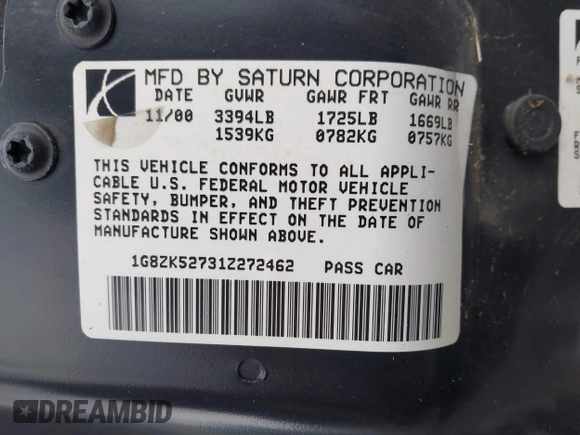 MFD BY SATURN CORPORATION
DATE GVWR GAWR FRT GAWR RR
11/00 3394LB 1725LB 1669LB
1539KG 0782KG 0757KG
THIS VEHICLE CONFORMS TO ALL APPLI-
CABLE U.S. FEDERAL MOTOR VEHICLE
SAFETY, BUMPER, AND THEFT PREVENTION
STANDARDS IN EFFECT ON THE DATE OF
MANUFACTURE SHOWN ABOVE.
1G8ZK52731Z272462 PASS CAR
DREAMBID